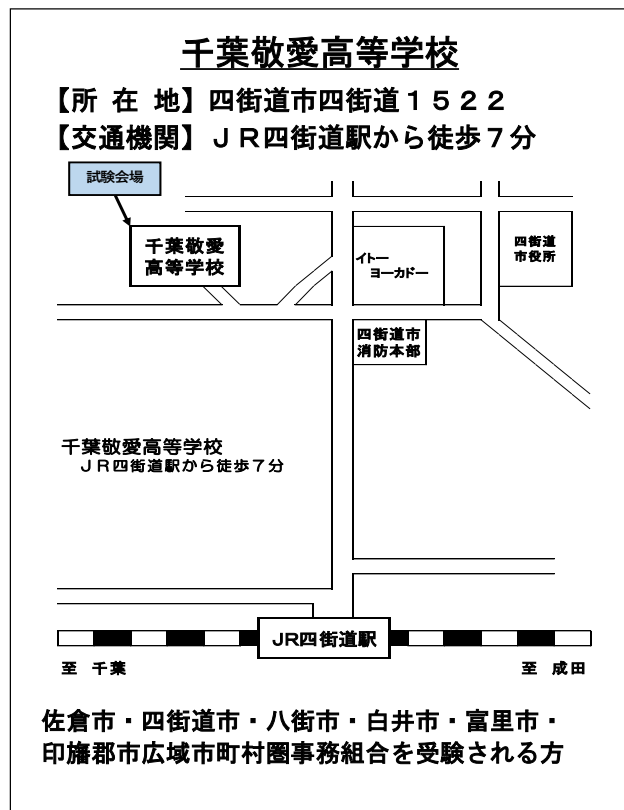 千葉敬愛高等学校
【所 在 地】四街道市四街道１５２２
【交通機関】ＪＲ四街道駅から徒歩７分
試験会場
千葉敬愛
高等学校
イトー
ヨーカドー
四街道
市役所
四街道市
消防本部
千葉敬愛高等学校
ＪＲ四街道駅から徒歩７分
JR四街道駅
至 千葉
至 成田
佐倉市・四街道市・八街市・白井市・富里市・
印旛郡市広域市町村圏事務組合を受験される方